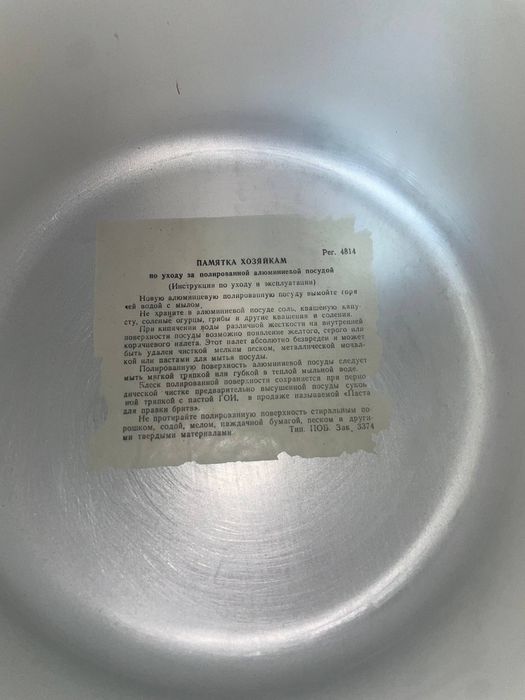 Рег. 4814
ПАМЯТКА ХОЗЯЙКАМ
по уходу за полированной алюминиевой посудой
(Инструкция по уходу и эксплуатации)
Новую алюминиевую полированную посуду вымойте горя
чей водой с мылом.
Не храните в алюминиевой посуде соль, квашеную капу-
сту, соленые огурцы, грибы и другие квашения и соления.
При кипячении воды различной жесткости на внутренней
поверхности посуды возможно появление желтого, серого или
коричневого налета. Этот налет абсолютно безвреден и может
быть удален чисткой мелким песком, металлической мочал-
кой или пастами для мытья посуды.
Полированную поверхность алюминиевой посуды следует
мыть мягкой тряпкой или губкой в теплой мыльной воде.
Блеск полированной поверхности сохраняется при перио
дической чистке предварительно высушенной посуды сукон
ной тряпкой с пастой ГОИ, в продаже называемой «Паста
для правки бритв».
Не протирайте полированную поверхность стиральным по-
рошком, содой, мелом, наждачной бумагой, песком и други-
ми твердыми материалами.
Тип. ПОБ. Зак. 3374